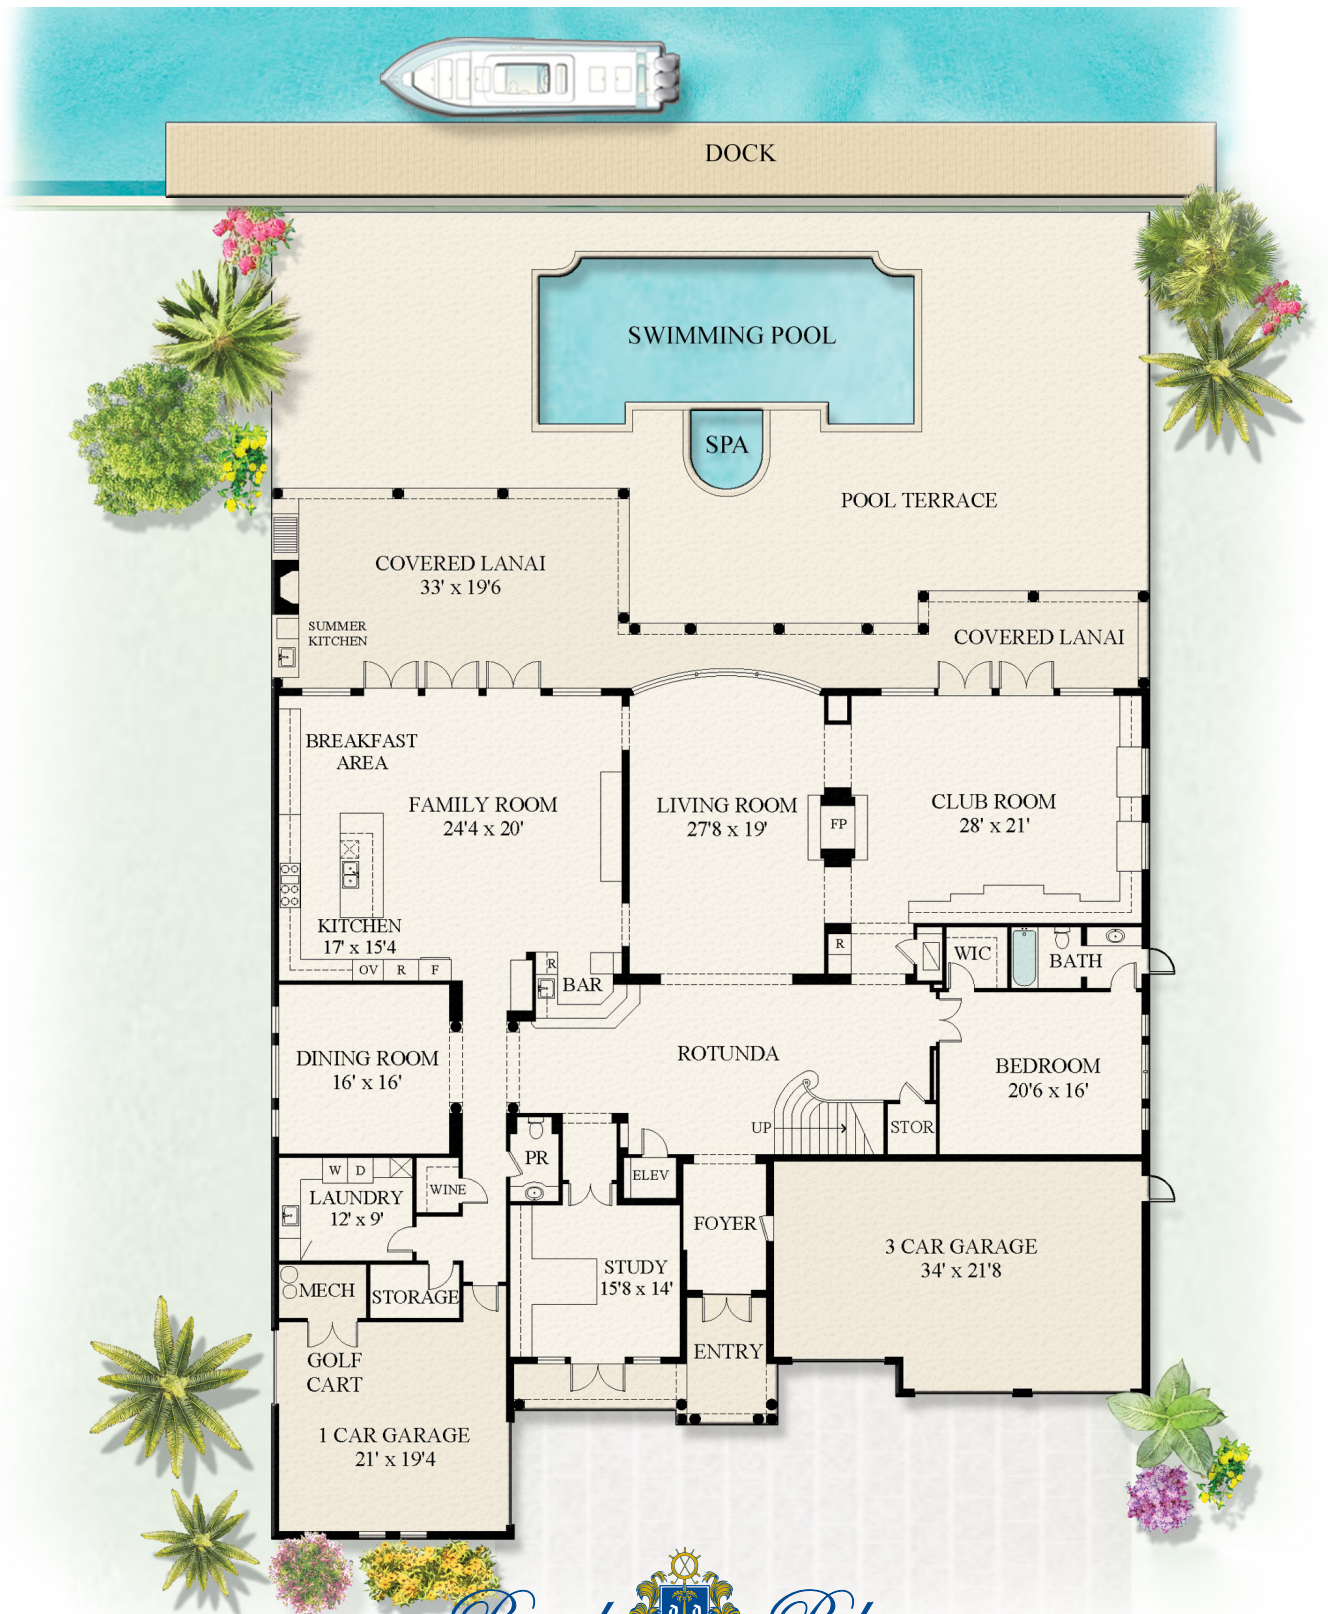 DOCK
SWIMMING POOL
SPA
POOL TERRACE
COVERED LANAI
33' x 19'6
SUMMER
KITCHEN
COVERED LANAI
BREAKFAST
AREA
FAMILY ROOM
24'4 x 20'
LIVING ROOM
27'8 x 19'
FP
CLUB ROOM
28' x 21'
KITCHEN
17' x 15'4
OV
R
F
R
BAR
R
WIC
BATH
DINING ROOM
16' x 16'
ROTUNDA
BEDROOM
20'6 x 16'
UP
STOR
PR
ELEV
W
D
WINE
LAUNDRY
12' x 9'
FOYER
3 CAR GARAGE
34' x 21'8
STUDY
15'8 x 14'
MECH
STORAGE
ENTRY
GOLF
CART
1 CAR GARAGE
21' x 19'4